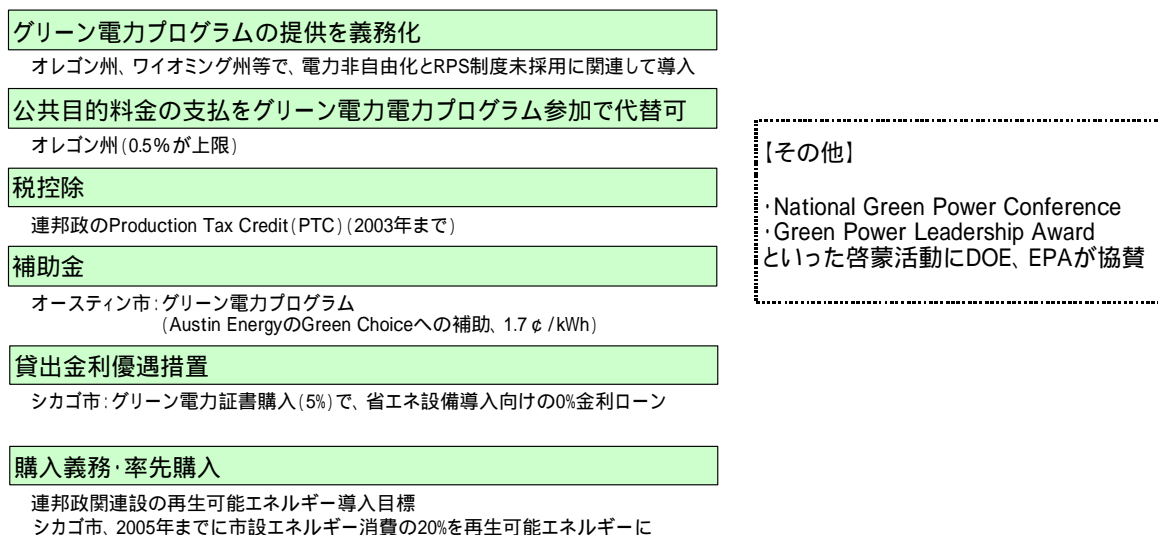 グリーン電力プログラムの提供を義務化
オレゴン州、ワイオミング州等で、電力非自由化とRPS制度未採用に関連して導入
公共目的料金の支払をグリーン電力電力プログラム参加で代替可
オレゴン州(0.5%が上限)
税控除
連邦政のProduction Tax Credit(PTC)(2003年まで)
補助金
オースティン市:グリーン電力プログラム
(Austin EnergyのGreen Choiceへの補助、1.7¢/kWh)
貸出金利優遇措置
シカゴ市:グリーン電力証書購入(5%)で、省エネ設備導入向けの0%金利ローン
購入義務・率先購入
連邦政関連設の再生可能エネルギー導入目標
シカゴ市、2005年までに市設エネルギー消費の20%を再生可能エネルギーに
【その他】
・National Green Power Conference
・Green Power Leadership Award
といった啓蒙活動にDOE、EPAが協賛